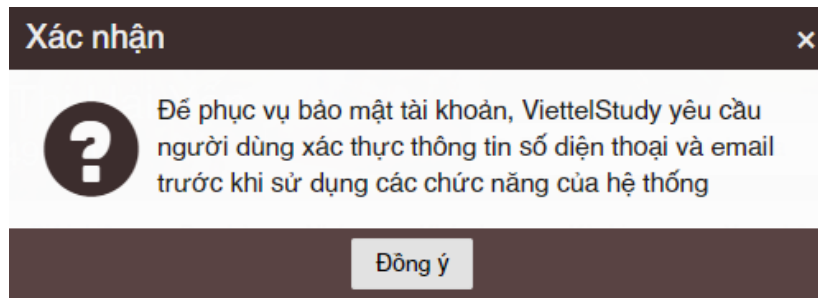 Xác nhận
×
Để phục vụ bảo mật tài khoản, ViettelStudy yêu cầu
người dùng xác thực thông tin số diện thoại và email
trước khi sử dụng các chức năng của hệ thống
Đồng ý